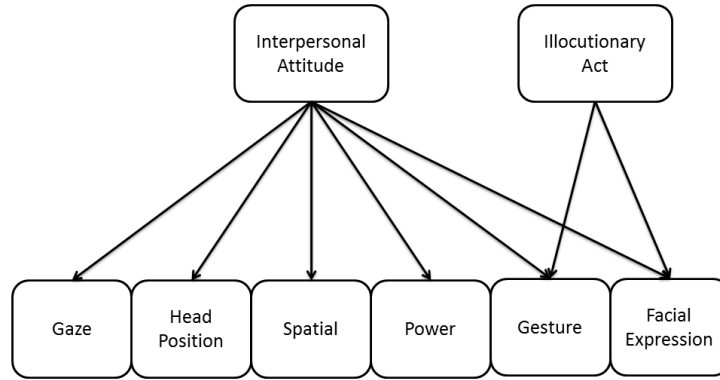 Interpersonal
Attitude
Illocutionary
Act
Gaze
Head
Position
Spatial
Power
Gesture
Facial
Expression